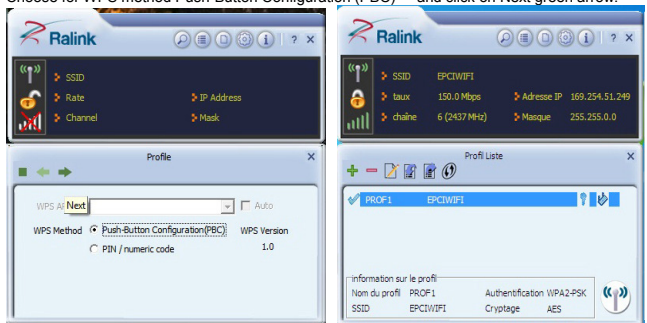 Choose for WPS method Push-Button Configuration (PBC) and click on Next green arrow.
Ralink
? ×
SSID
Rate
IP Address
Channel
Mask
Profile
×
WPS A
Next
Auto
WPS Method
Push-Button Configuration(PBC)
WPS Version
PIN / numeric code
1.0
Ralink
? ×
SSID EPCIWIFI
taux 150.0 Mbps
Adresse IP 169.254.51.249
chaîne 6 (2437 MHz)
Masque 255.255.0.0
Profil Liste
×
PROF1 EPCIWIFI
information sur le profil
Nom du profil PROF1 Authentification WPA2-PSK
SSID EPCIWIFI Cryptage AES